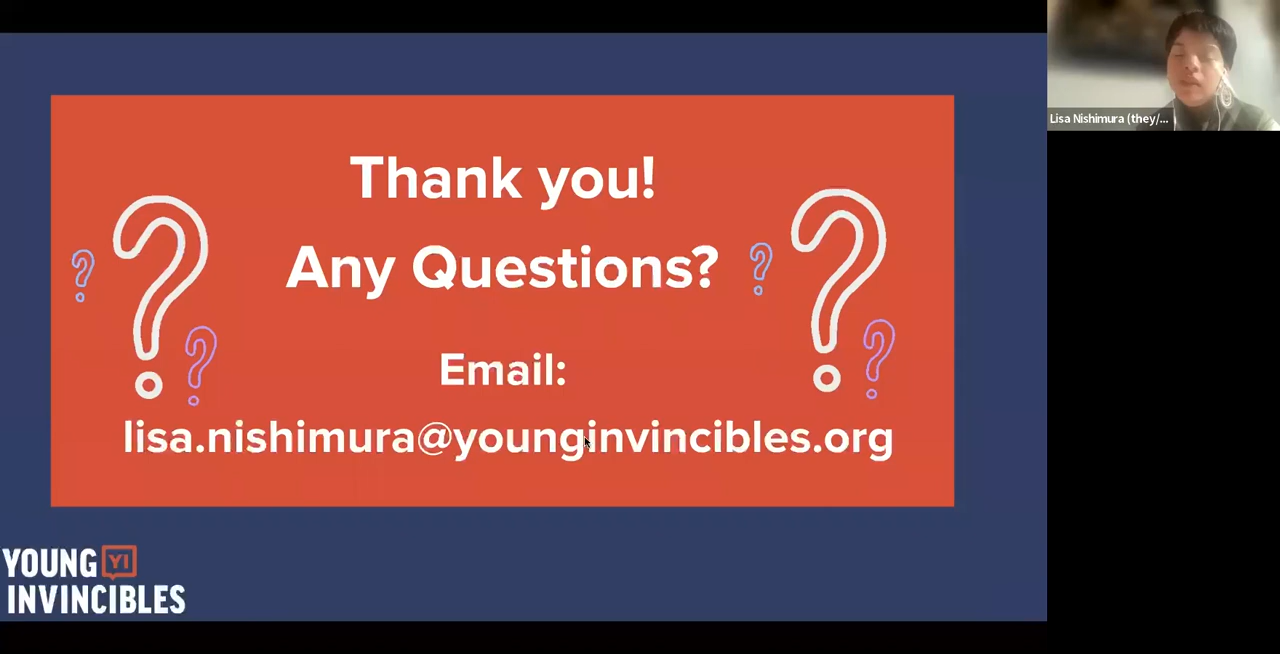 Thank you!
Any Questions?
Email:
lisa.nishimura@younginvincibles.org
YOUNG YI
INVINCIBLES
Lisa Nishimura (they/...